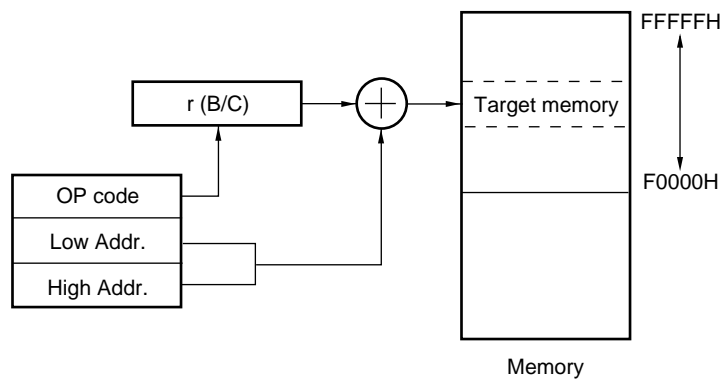 FFFFFH
r (B/C)
Target memory
OP code
F0000H
Low Addr.
High Addr.
Memory